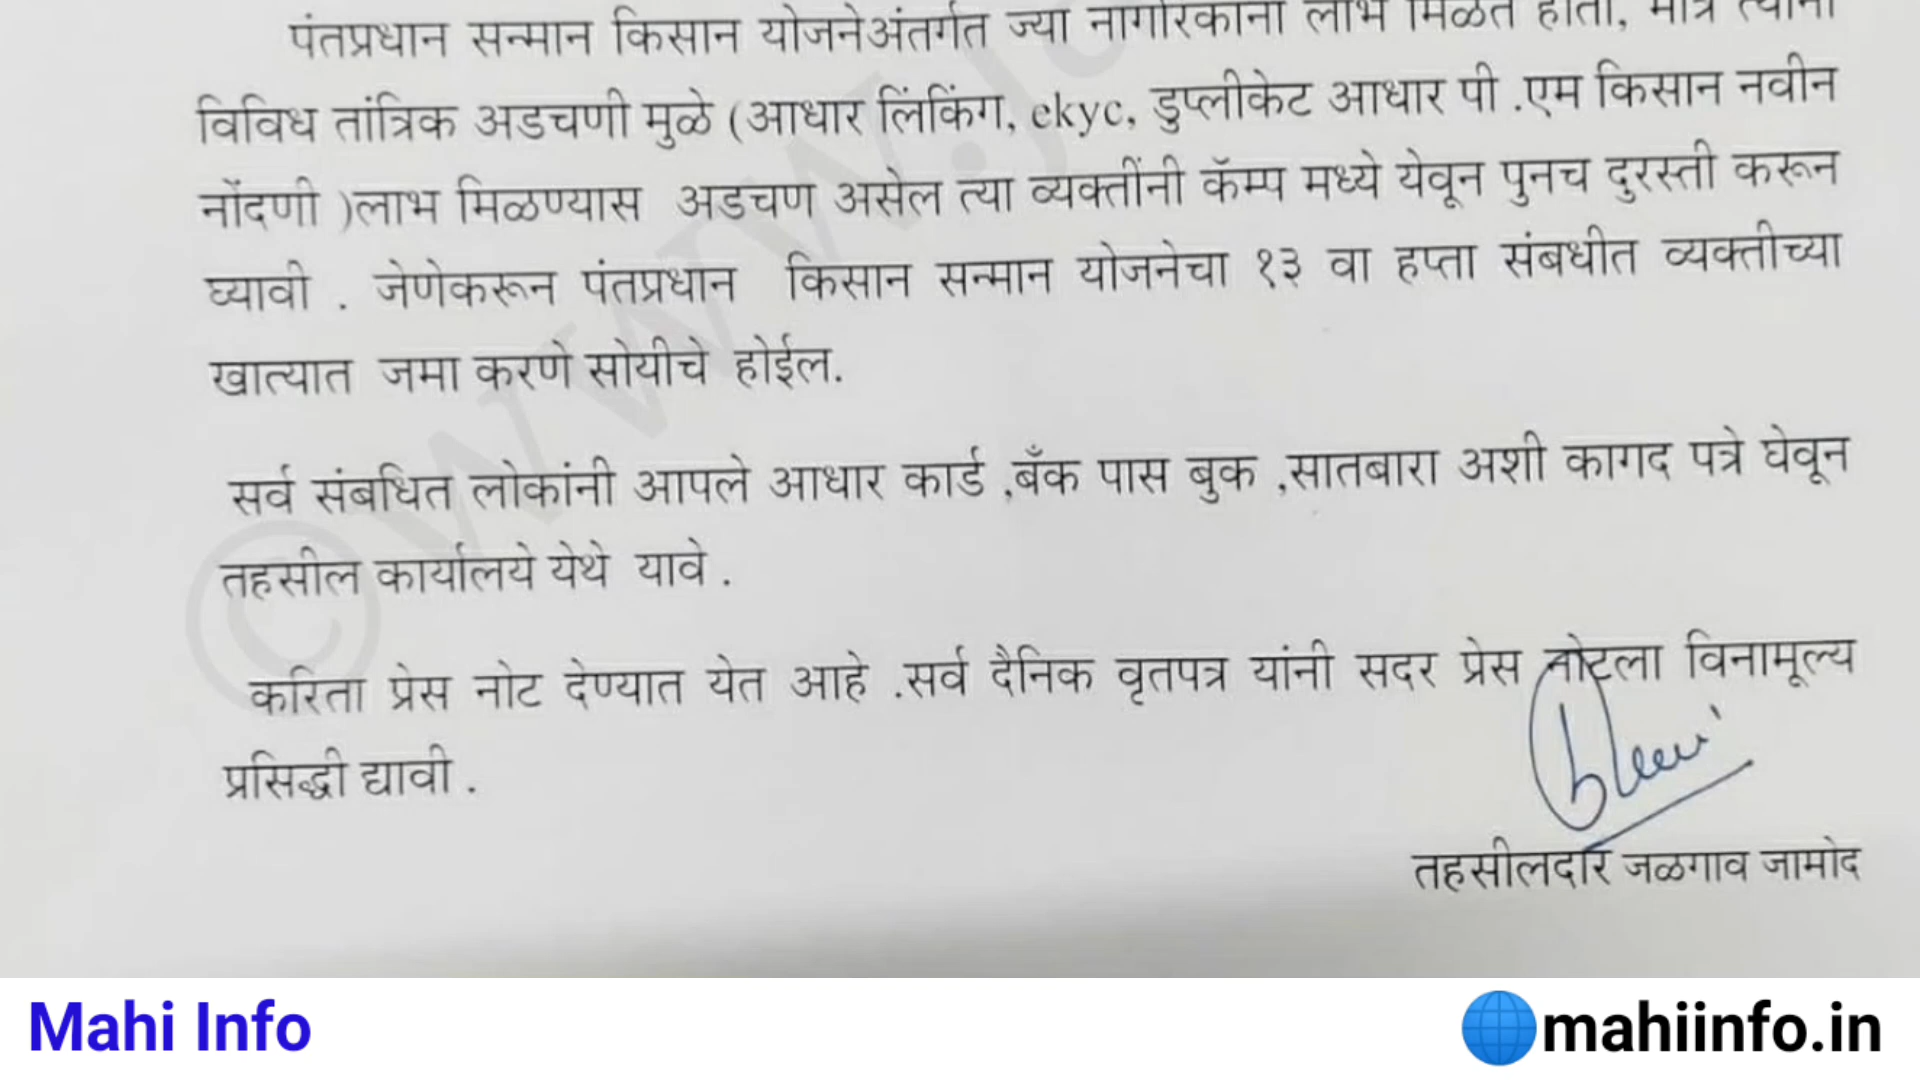 पंतप्रधान सन्मान किसान योजनेअंतर्गत ज्या नागरिकांना लाभ मिळत होता, मात्र त्यांना
विविध तांत्रिक अडचणी मुळे (आधार लिंकिंग, ekyc, डुप्लीकेट आधार पी .एम किसान नवीन
नोंदणी )लाभ मिळण्यास अडचण असेल त्या व्यक्तींनी कॅम्प मध्ये येवून पुनच दुरस्ती करून
घ्यावी . जेणेकरून पंतप्रधान किसान सन्मान योजनेचा १३ वा हप्ता संबधीत व्यक्तीच्या
खात्यात जमा करणे सोयीचे होईल.
सर्व संबधित लोकांनी आपले आधार कार्ड ,बँक पास बुक ,सातबारा अशी कागद पत्रे घेवून
तहसील कार्यालये येथे यावे .
करिता प्रेस नोट देण्यात येत आहे .सर्व दैनिक वृतपत्र यांनी सदर प्रेस नोटला विनामूल्य
प्रसिद्धी द्यावी .
तहसीलदार जळगाव जामोद
© www.j
Mahi Info
mahiinfo.in